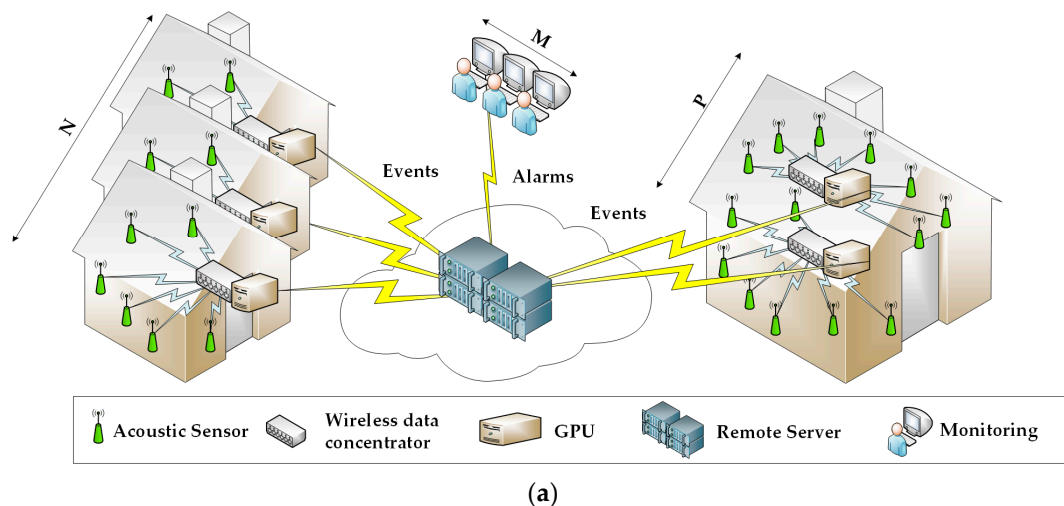 M
N
P
Events
Alarms
Events
Acoustic Sensor
Wireless data
concentrator
GPU
Remote Server
Monitoring
(a)